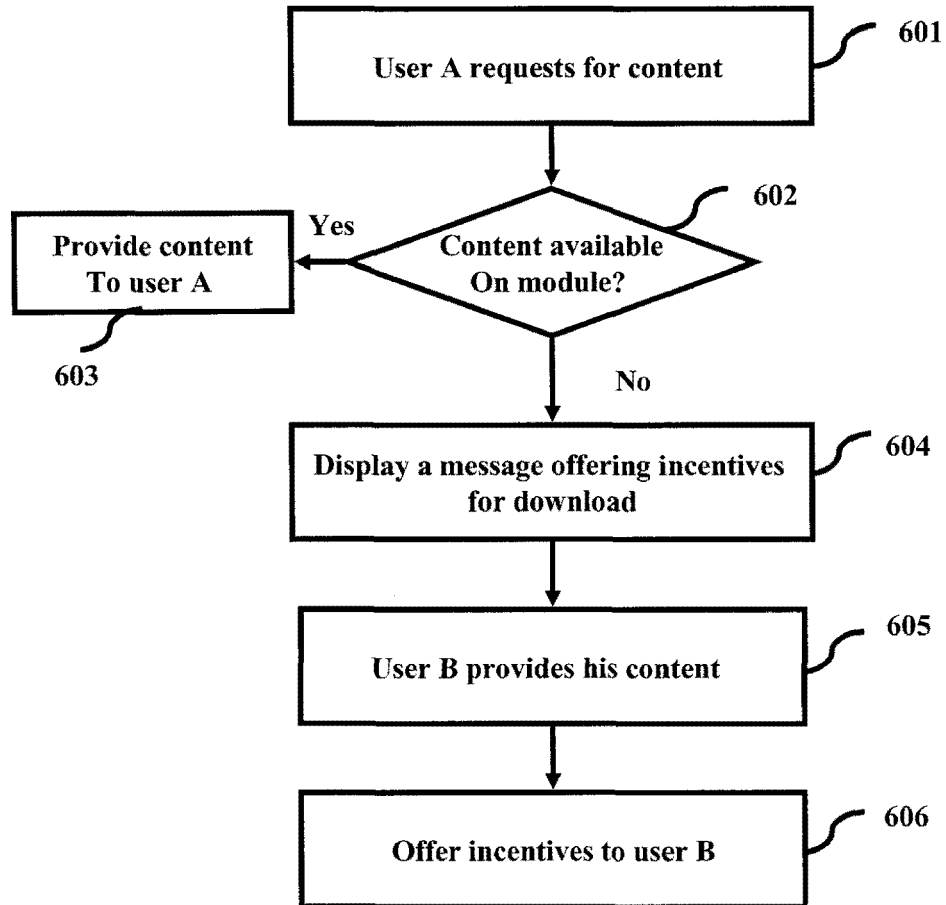 601
User A requests for content
602
Yes
Content available
On module?
Provide content
To user A
603
No
604
Display a message offering incentives
for download
605
User B provides his content
606
Offer incentives to user B